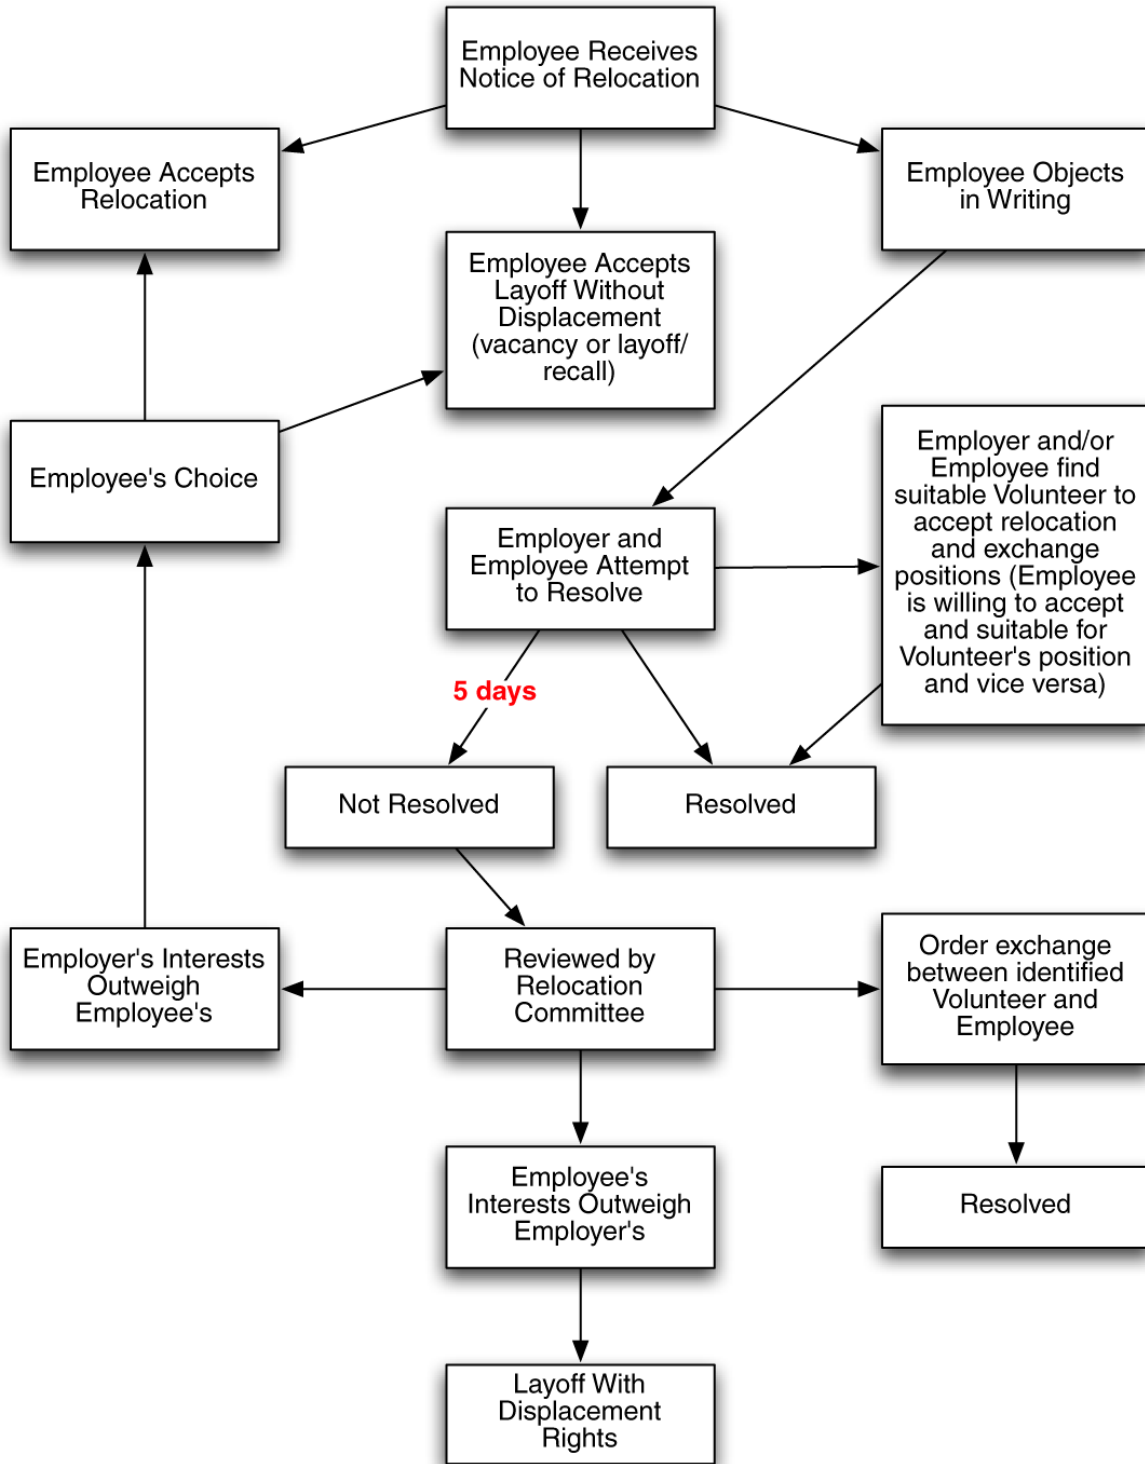 Employee Receives
Notice of Relocation
Employee Accepts
Relocation
Employee Objects
in Writing
Employee Accepts
Layoff Without
Displacement
(vacancy or layoff/
recall)
Employee's Choice
Employer and/or
Employee find
suitable Volunteer to
accept relocation
and exchange
positions (Employee
is willing to accept
and suitable for
Volunteer's position
and vice versa)
Employer and
Employee Attempt
to Resolve
5 days
Not Resolved
Resolved
Employer's Interests
Outweigh
Employee's
Reviewed by
Relocation
Committee
Order exchange
between identified
Volunteer and
Employee
Employee's
Interests Outweigh
Employer's
Resolved
Layoff With
Displacement
Rights